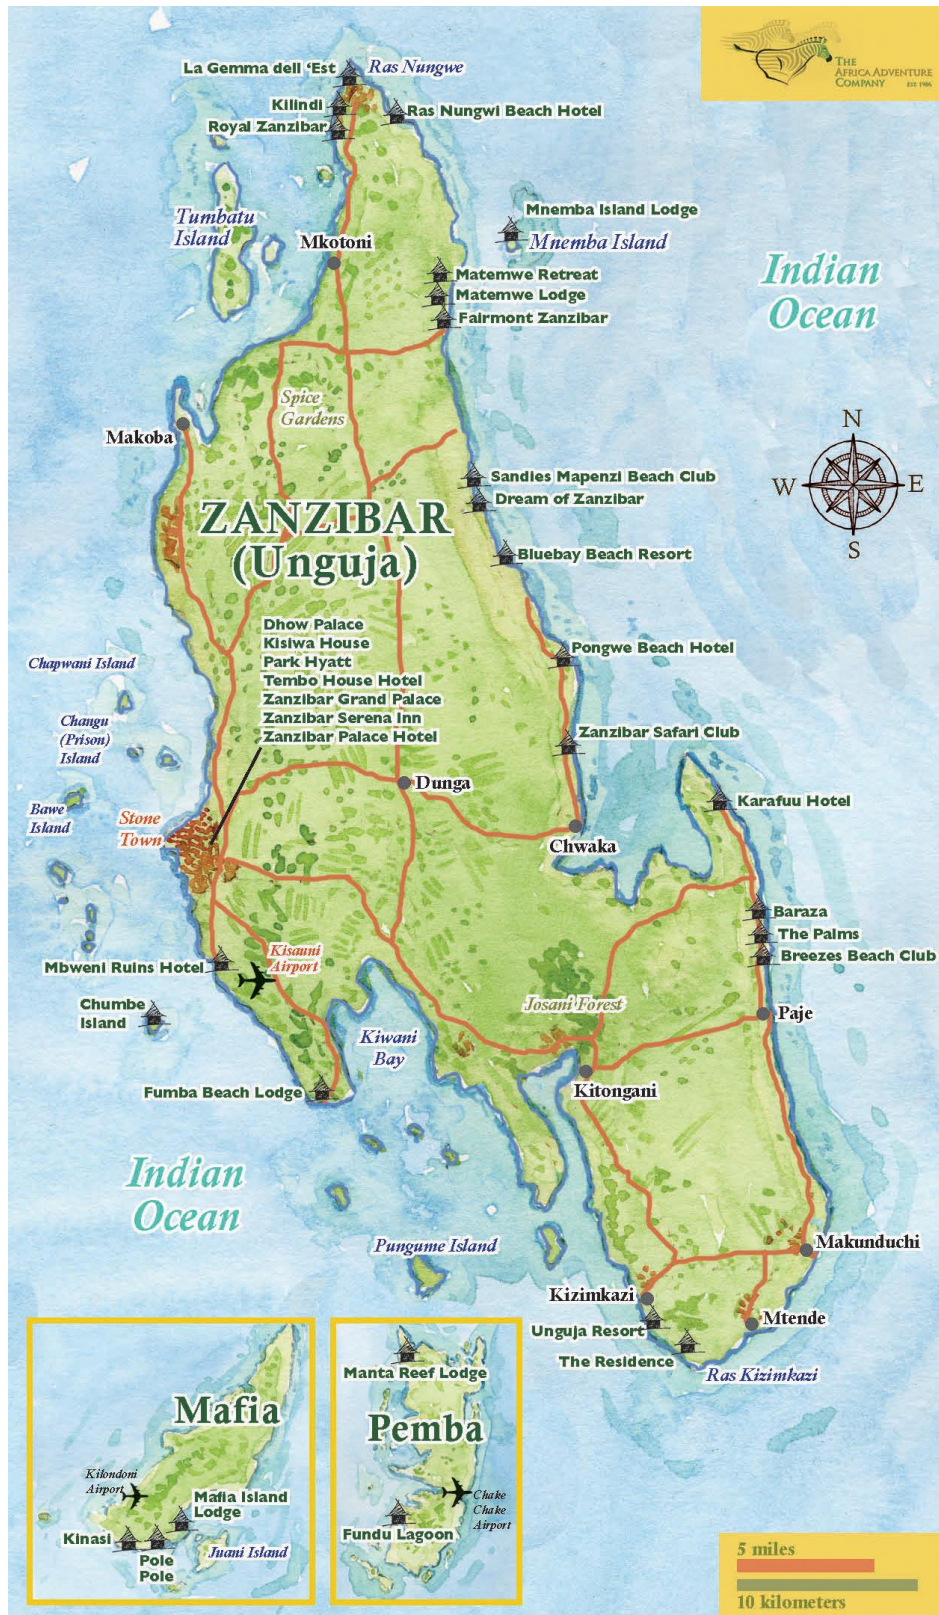 THE
AFRICA ADVENTURE
COMPANY EST. 1986
La Gemma dell ‘Est
Ras Nungwe
Kilindi
Royal Zanzibar
Ras Nungwi Beach Hotel
Tumbatu
Island
Mkotoni
Mnemba Island Lodge
Mnemba Island
Matemwe Retreat
Matemwe Lodge
Fairmont Zanzibar
Indian
Ocean
Spice
Gardens
Makoba
N
W
E
S
Sandies Mapenzi Beach Club
Dream of Zanzibar
ZANZIBAR
(Unguja)
Bluebay Beach Resort
Dhow Palace
Kisiwa House
Park Hyatt
Tembo House Hotel
Zanzibar Grand Palace
Zanzibar Serena Inn
Zanzibar Palace Hotel
Pongwe Beach Hotel
Chapwani Island
Changu
(Prison)
Island
Zanzibar Safari Club
Bawe
Island
Stone
Town
Dunga
Karafuu Hotel
Chwaka
Baraza
The Palms
Breezes Beach Club
Kisauni
Airport
Mbweni Ruins Hotel
Chumbe
Island
Josani Forest
Paje
Kiwani
Bay
Fumba Beach Lodge
Kitongani
Indian
Ocean
Pungume Island
Makunduchi
Kizimkazi
Mtende
Unguja Resort
The Residence
Ras Kizimkazi
Mafia
Kilondoni
Airport
Mafia Island
Lodge
Kinasi
Pole
Pole
Juani Island
Manta Reef Lodge
Pemba
Chake
Chake
Airport
Fundu Lagoon
5 miles
10 kilometers